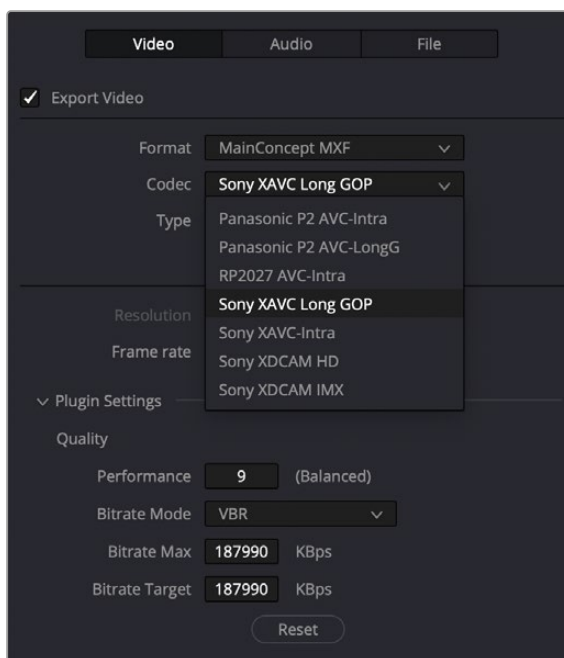 Video Audio File
Export Video
Format MainConcept MXF
Codec Sony XAVC Long GOP
Type Panasonic P2 AVC-Intra
Panasonic P2 AVC-LongG
RP2027 AVC-Intra
Sony XAVC Long GOP
Resolution Sony XAVC-Intra
Frame rate Sony XDCAM HD
Sony XDCAM IMX
Plugin Settings
Quality
Performance 9 (Balanced)
Bitrate Mode VBR
Bitrate Max 187990 KBps
Bitrate Target 187990 KBps
Reset